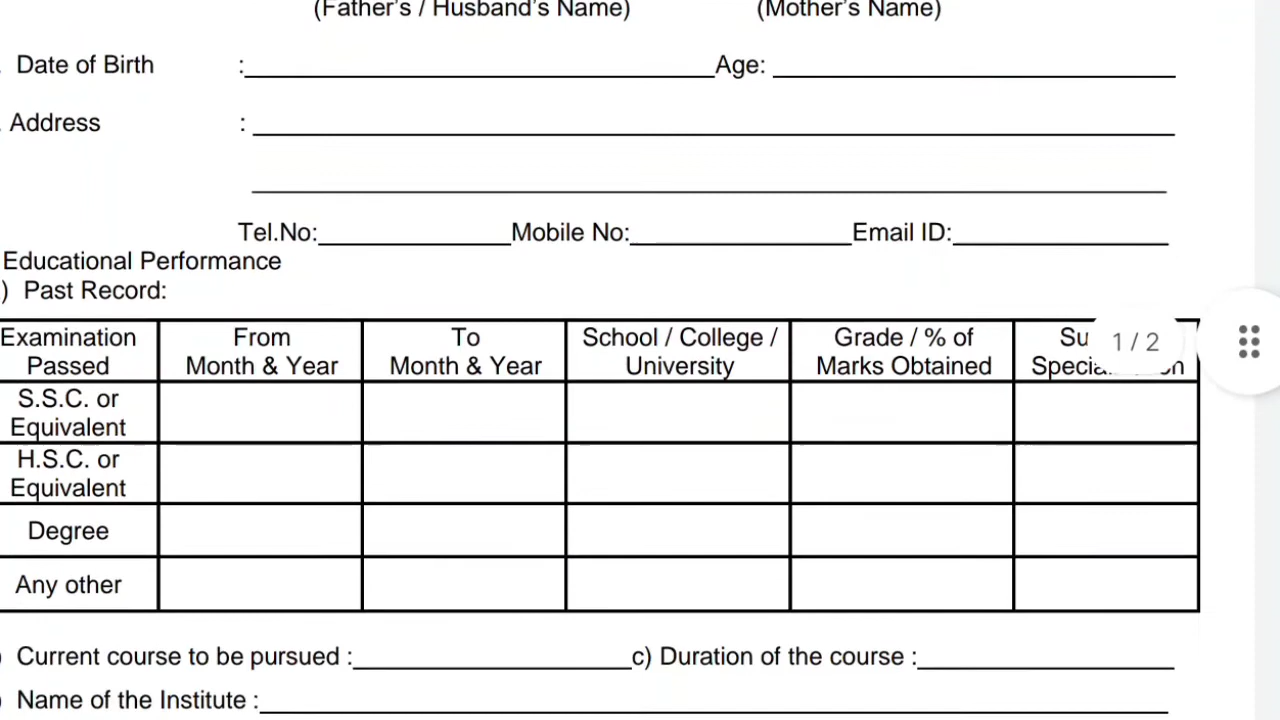 (Father's / Husband's Name) (Mother's Name)
Date of Birth : Age:
Address :
Tel.No: Mobile No: Email ID:
Educational Performance
) Past Record:
Examination Passed From Month & Year To Month & Year School / College / University Grade / % of Marks Obtained
1 / 2
S.S.C. or Equivalent
H.S.C. or Equivalent
Degree
Any other
) Current course to be pursued : c) Duration of the course :
) Name of the Institute :